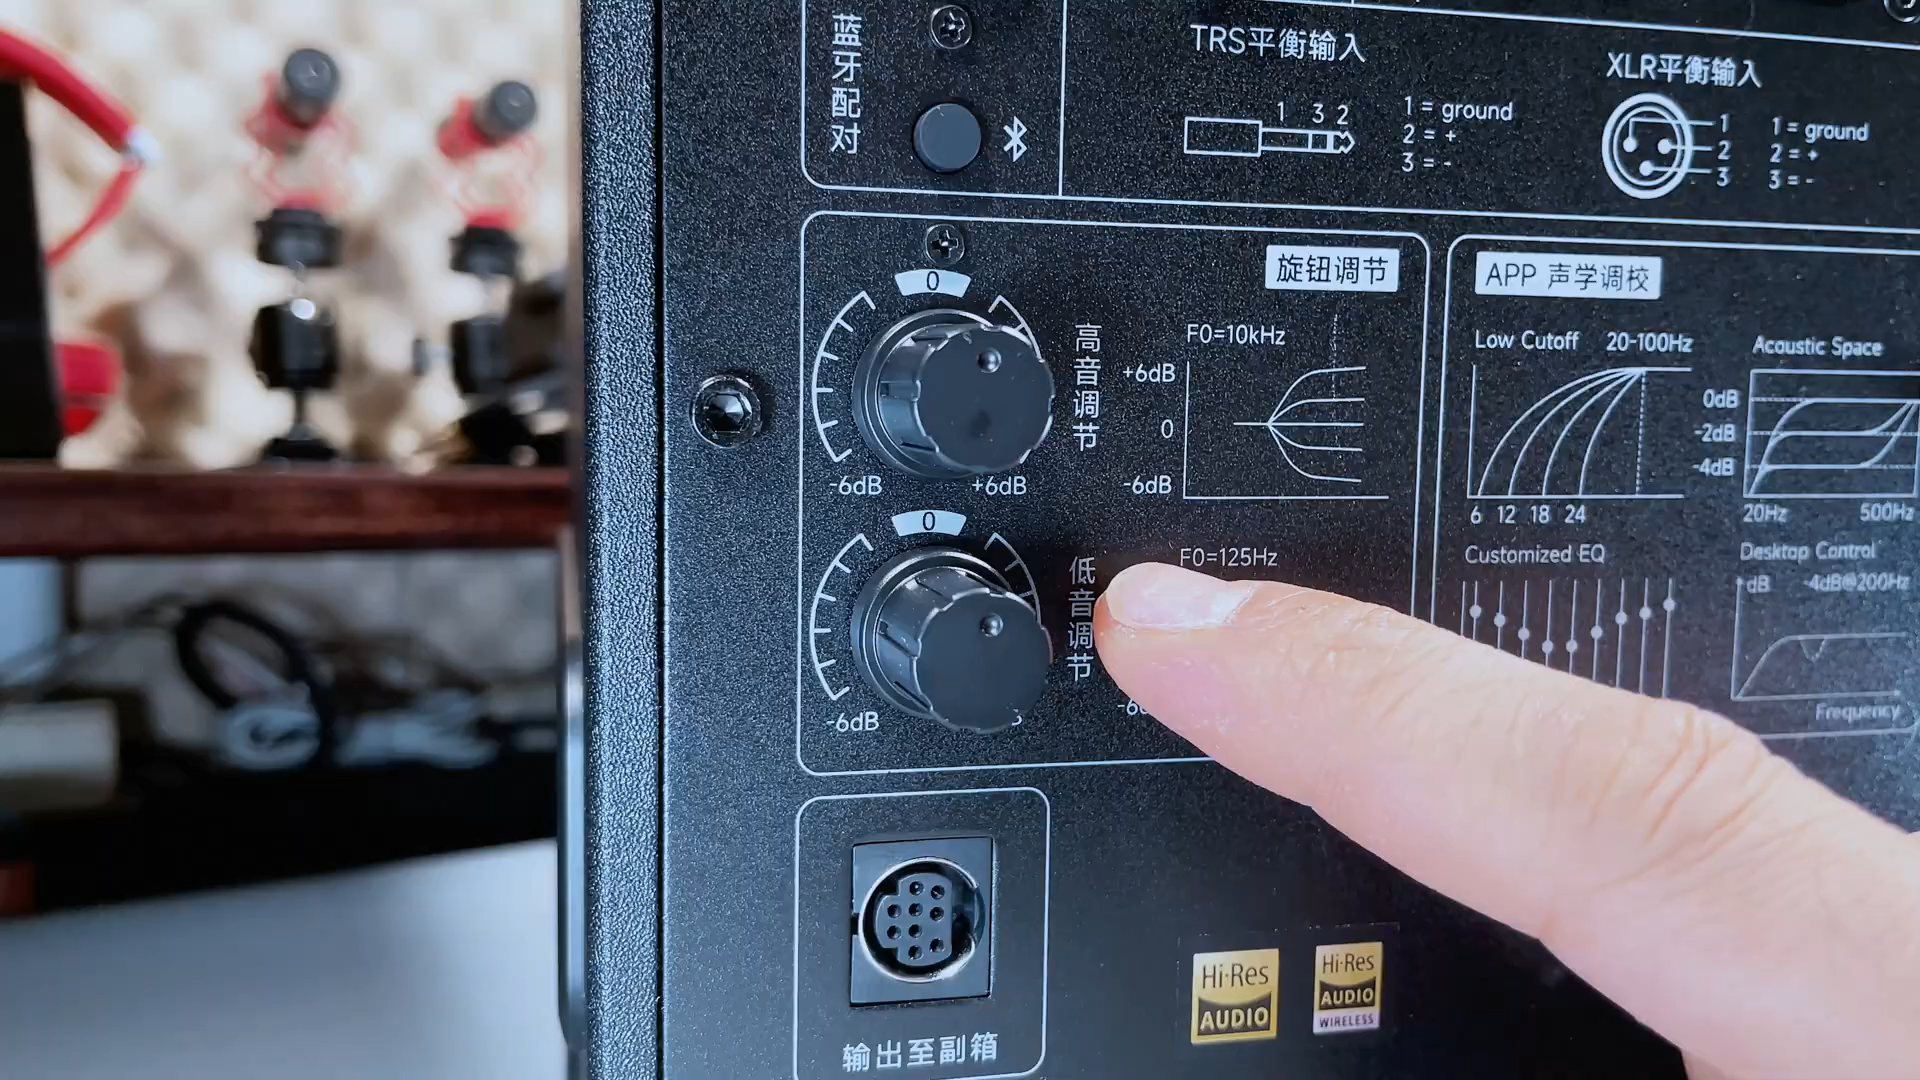 蓝牙配对
TRS平衡输入
1 3 2
1 = ground
2 = +
3 = -
XLR平衡输入
1
2
3
1 = ground
2 = +
3 = -
旋钮调节
0
-6dB
+6dB
高音调节
F0=10kHz
+6dB
0
-6dB
0
-6dB
低音调节
F0=125Hz
APP 声学调校
Low Cutoff 20-100Hz
6 12 18 24
Acoustic Space
0dB
-2dB
-4dB
20Hz 500Hz
Customized EQ
Desktop Control
dB -4dB@200Hz
Frequency
输出至副箱
Hi-Res
AUDIO
Hi-Res
AUDIO
WIRELESS